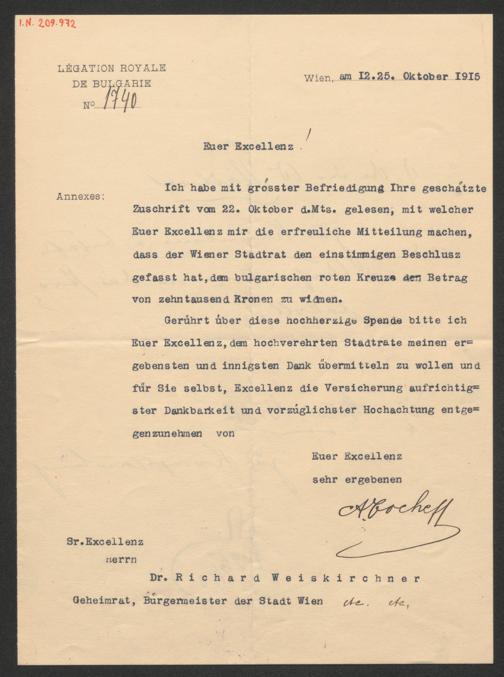 I.N. 209.972
LÉGATION ROYALE
DE BULGARIE
No 1740
Wien, am 12.25. Oktober 1915
Euer Excellenz !
Annexes:
Ich habe mit grösster Befriedigung Ihre geschätzte
Zuschrift vom 22. Oktober d.Mts. gelesen, mit welcher
Euer Excellenz mir die erfreuliche Mitteilung machen,
dass der Wiener Stadtrat den einstimmigen Beschlusz
gefasst hat, dem bulgarischen roten Kreuze den Betrag
von zehntausend Kronen zu widmen.
Gerührt über diese hochherzige Spende bitte ich
Euer Excellenz, dem hochverehrten Stadtrate meinen er=
gebensten und innigsten Dank übermitteln zu wollen und
für Sie selbst, Excellenz die Versicherung aufrichtig=
ster Dankbarkeit und vorzüglichster Hochachtung entge=
genzunehmen von
Euer Excellenz
sehr ergebenen
Sr.Excellenz
Herrn
Dr. Richard Weiskirchner
Geheimrat, Bürgermeister der Stadt Wien etc. etc.